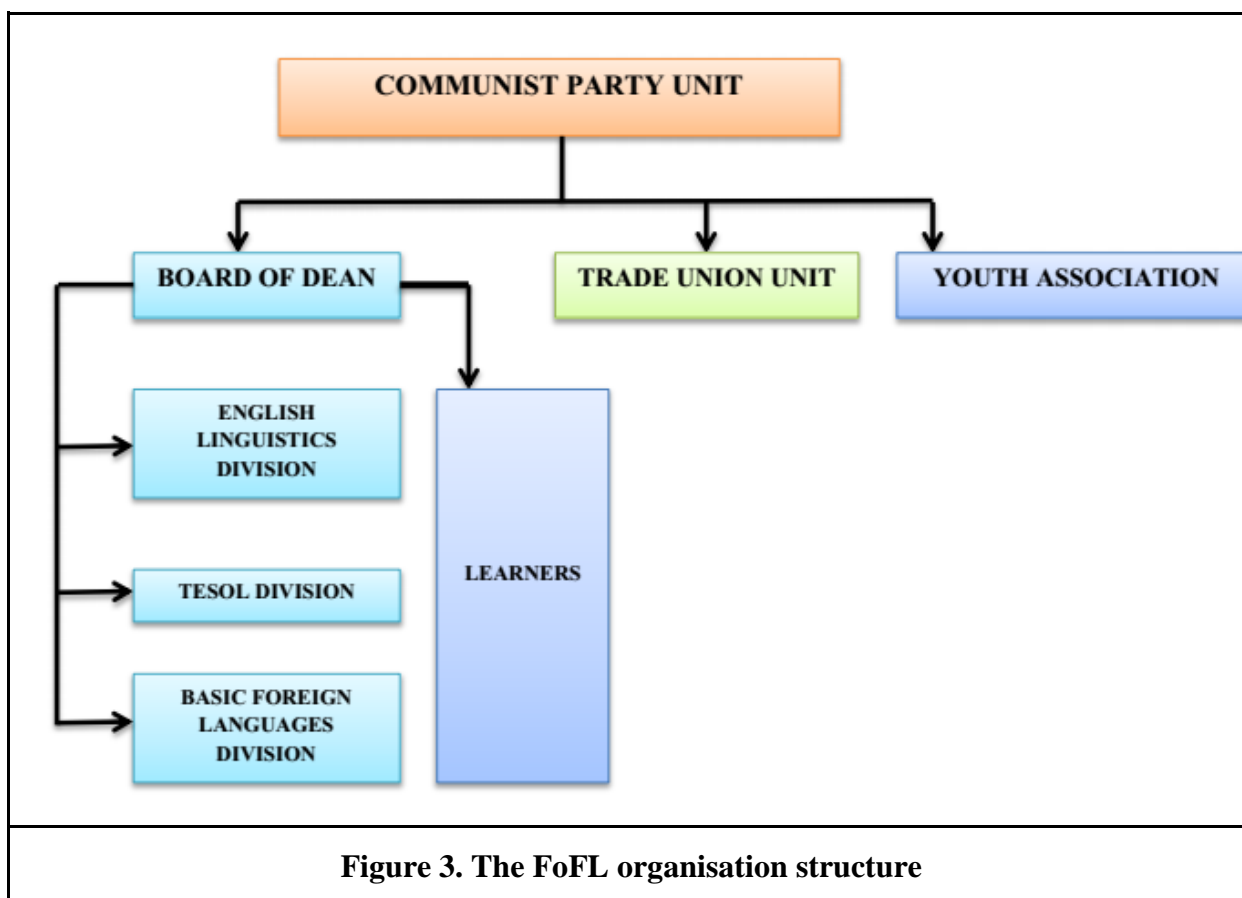 COMMUNIST PARTY UNIT
BOARD OF DEAN
TRADE UNION UNIT
YOUTH ASSOCIATION
ENGLISH
LINGUISTICS
DIVISION
TESOL DIVISION
BASIC FOREIGN
LANGUAGES
DIVISION
LEARNERS
Figure 3. The FoFL organisation structure